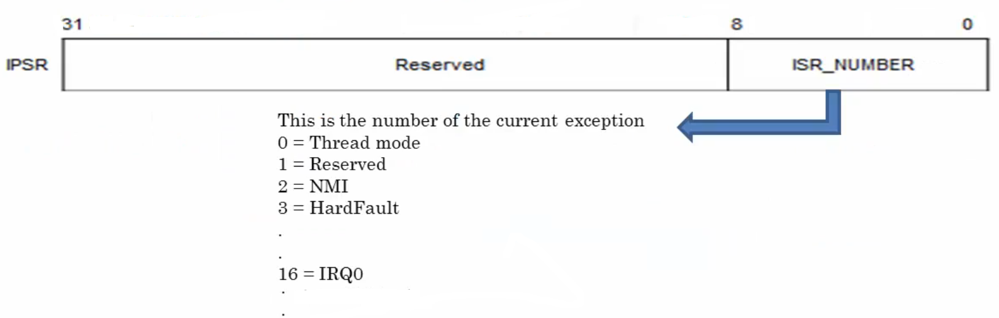 31 8 0
IPSR Reserved ISR_NUMBER
This is the number of the current exception
0 = Thread mode
1 = Reserved
2 = NMI
3 = HardFault
.
.
16 = IRQ0
.
.